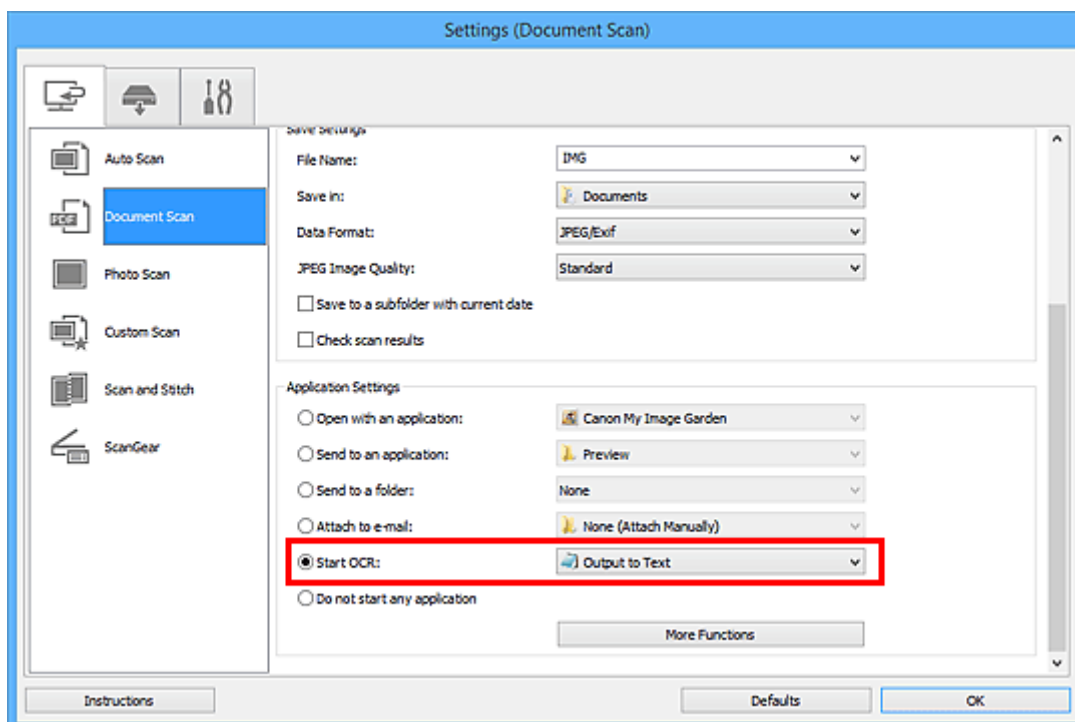 Settings (Document Scan)
Auto Scan
Document Scan
Photo Scan
Custom Scan
Scan and Stitch
ScanGear
Save Settings
File Name: IMG
Save in: Documents
Data Format: JPEG/Exif
JPEG Image Quality: Standard
Save to a subfolder with current date
Check scan results
Application Settings
Open with an application: Canon My Image Garden
Send to an application: Preview
Send to a folder: None
Attach to e-mail: None (Attach Manually)
Start OCR: Output to Text
Do not start any application
More Functions
Instructions
Defaults
OK